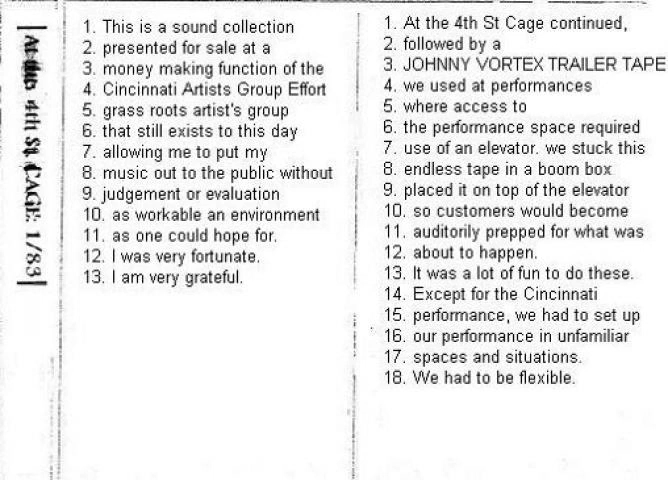 At the 4th St. CAGE: 1/83
1. This is a sound collection
2. presented for sale at a
3. money making function of the
4. Cincinnati Artists Group Effort
5. grass roots artist's group
6. that still exists to this day
7. allowing me to put my
8. music out to the public without
9. judgement or evaluation
10. as workable an environment
11. as one could hope for.
12. I was very fortunate.
13. I am very grateful.
1. At the 4th St Cage continued,
2. followed by a
3. JOHNNY VORTEX TRAILER TAPE
4. we used at performances
5. where access to
6. the performance space required
7. use of an elevator. we stuck this
8. endless tape in a boom box
9. placed it on top of the elevator
10. so customers would become
11. auditorily prepped for what was
12. about to happen.
13. It was a lot of fun to do these.
14. Except for the Cincinnati
15. performance, we had to set up
16. our performance in unfamiliar
17. spaces and situations.
18. We had to be flexible.